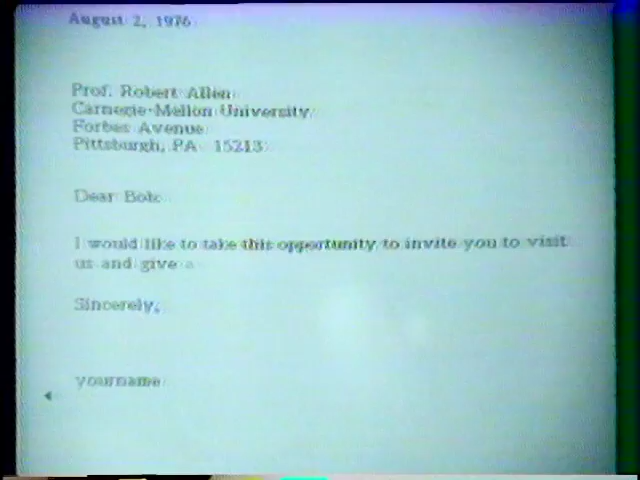 August 2, 1976
Prof. Robert Allen
Carnegie-Mellon University
Forbes Avenue
Pittsburgh, PA 15213
Dear Bob:
I would like to take this opportunity to invite you to visit
us and give a
Sincerely,
yourname